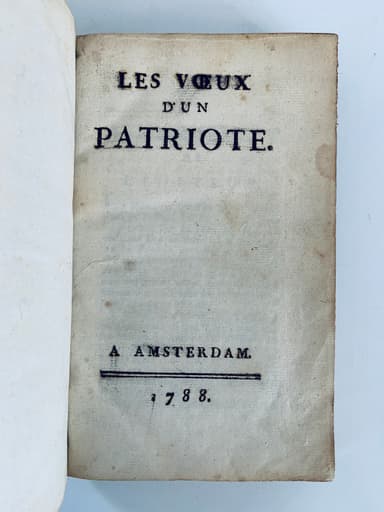 LES VŒUX
D'UN
PATRIOTE.
A AMSTERDAM.
1788.